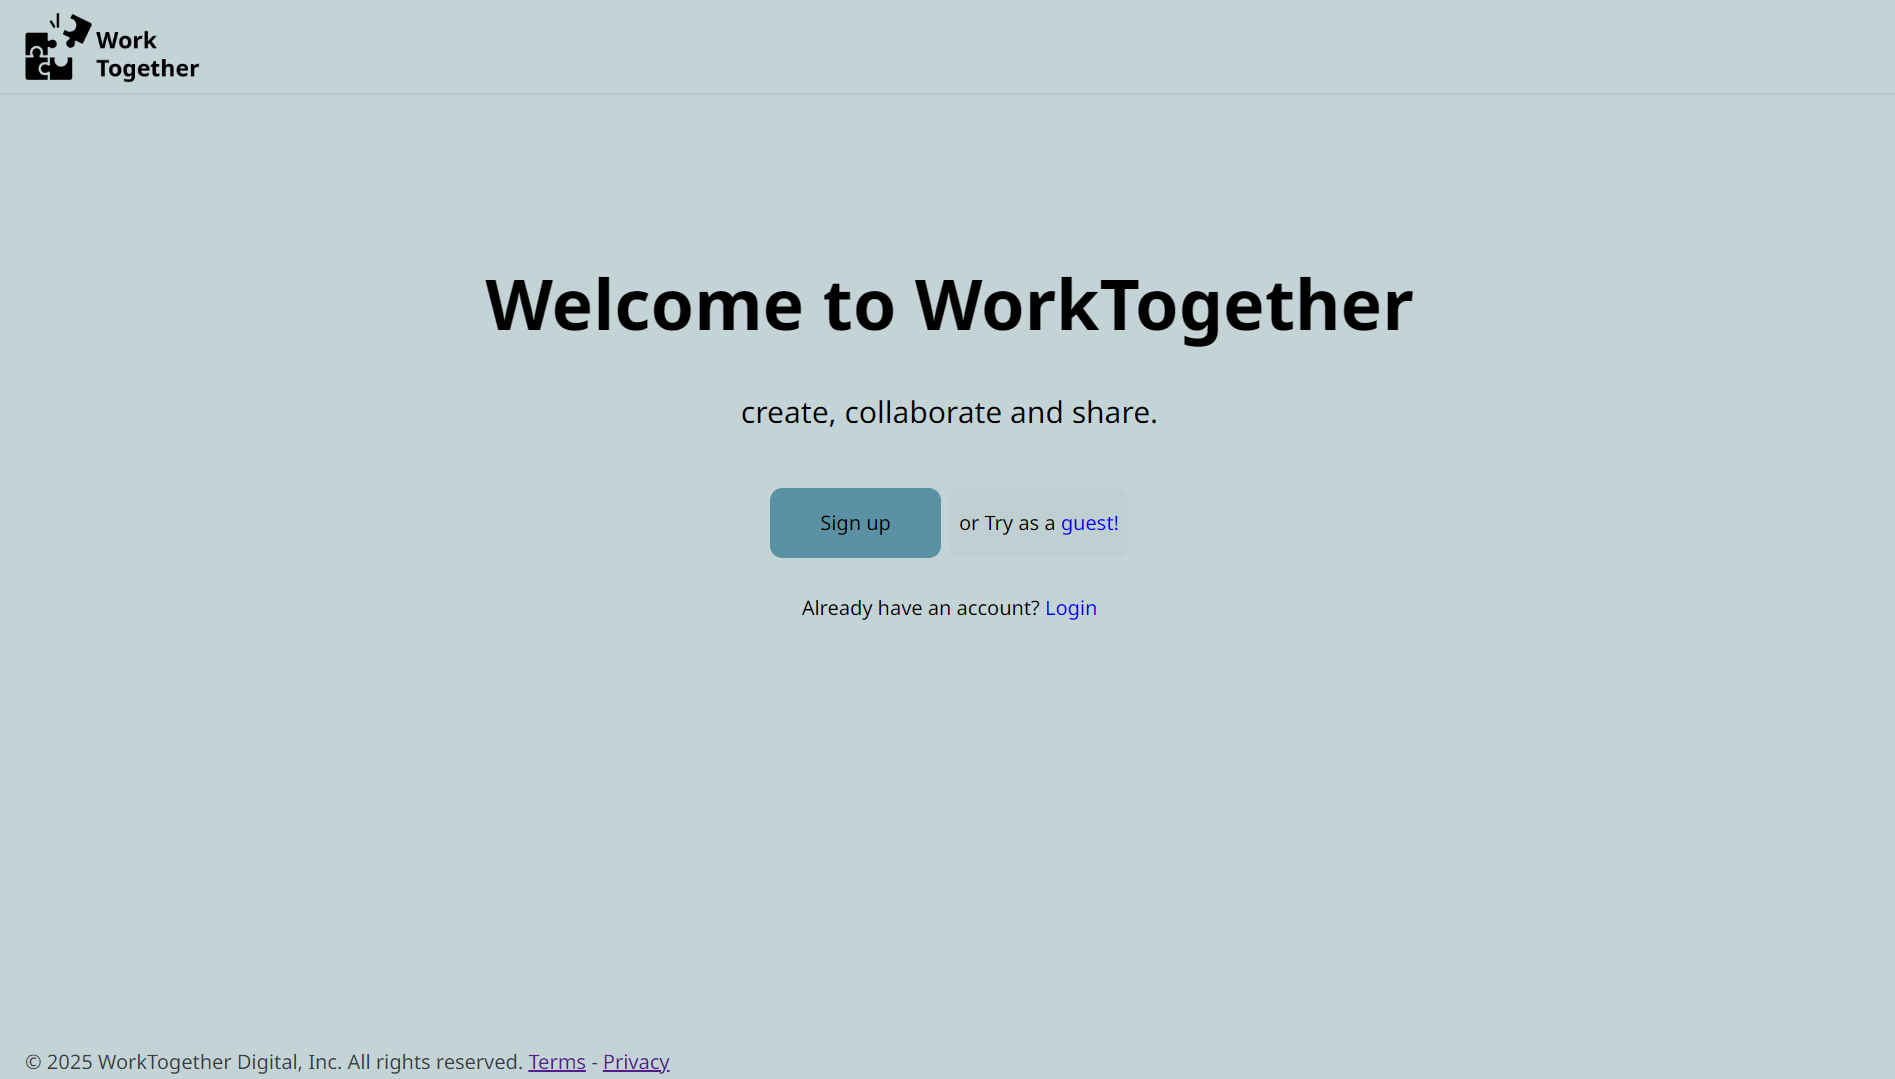 Work
Together
Welcome to WorkTogether
create, collaborate and share.
Sign up
or Try as a guest!
Already have an account? Login
© 2025 WorkTogether Digital, Inc. All rights reserved. Terms - Privacy